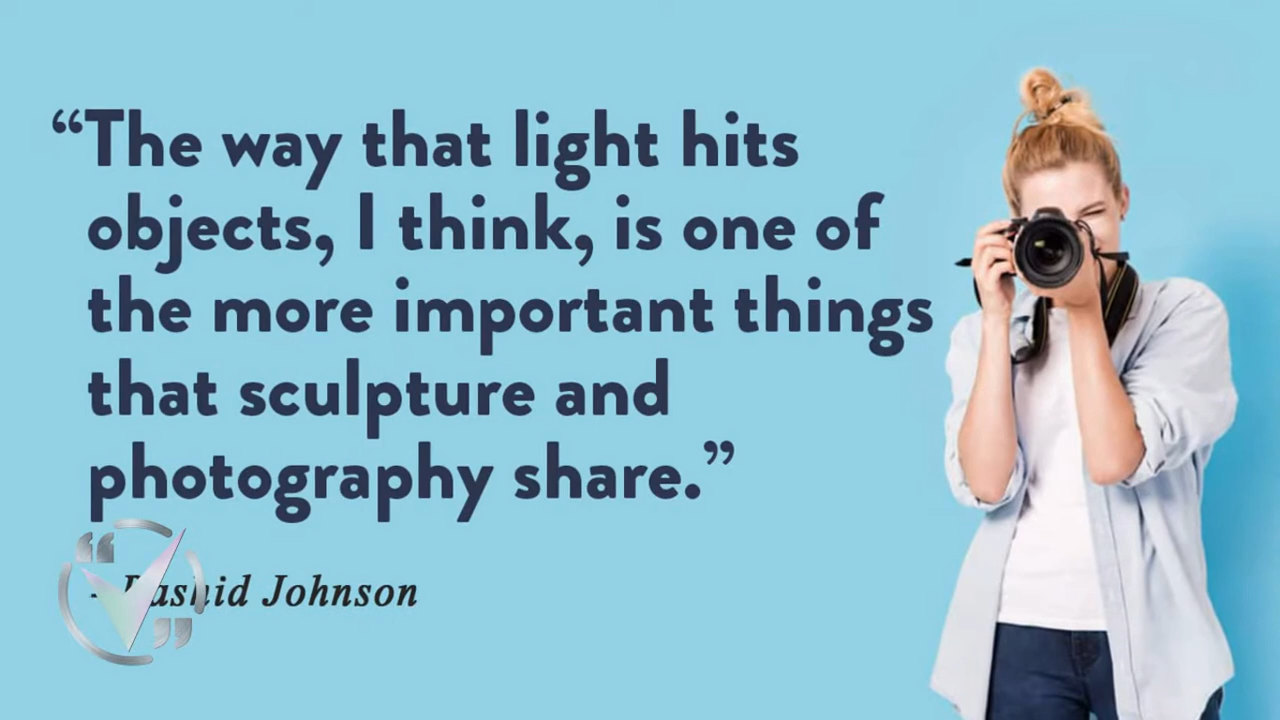 “The way that light hits
objects, I think, is one of
the more important things
that sculpture and
photography share.”
- Rashid Johnson